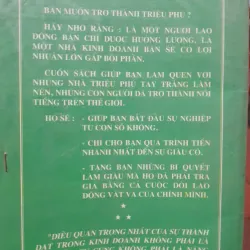 BẠN MUỐN TRỞ THÀNH TRIỆU PHÚ ?
HÃY NHỚ RẰNG : LÀ MỘT NGƯỜI LAO
ĐỘNG BẠN CHỈ ĐƯỢC HƯỞNG LƯƠNG, LÀ
MỘT NHÀ KINH DOANH BẠN SẼ CÓ LỢI
NHUẬN LỚN GẤP BỘI PHẦN.
CUỐN SÁCH GIÚP BẠN LÀM QUEN VỚI
NHỮNG NHÀ TRIỆU PHÚ TAY TRẮNG LÀM
NÊN, NHỮNG CON NGƯỜI ĐÃ TRỞ THÀNH NỔI
TIẾNG TRÊN THẾ GIỚI.
HỌ SẼ : - GIÚP BẠN BẮT ĐẦU SỰ NGHIỆP
TỪ CON SỐ KHÔNG.
- CHỈ CHO BẠN QUÁ TRÌNH TIẾN
NHANH NHẤT ĐẾN SỰ GIÀU CÓ.
- TẶNG BẠN NHỮNG BÍ QUYẾT
LÀM GIÀU MÀ HỌ ĐÃ PHẢI TRẢ
GIÁ BẰNG CẢ CUỘC ĐỜI LAO
ĐỘNG VẤT VẢ CỦA CHÍNH MÌNH.
*
* *
"ĐIỀU QUAN TRỌNG NHẤT CỦA SỰ THÀNH
ĐẠT TRONG KINH DOANH KHÔNG PHẢI LÀ
KHÔNG PHẢI LÀ NĂNG